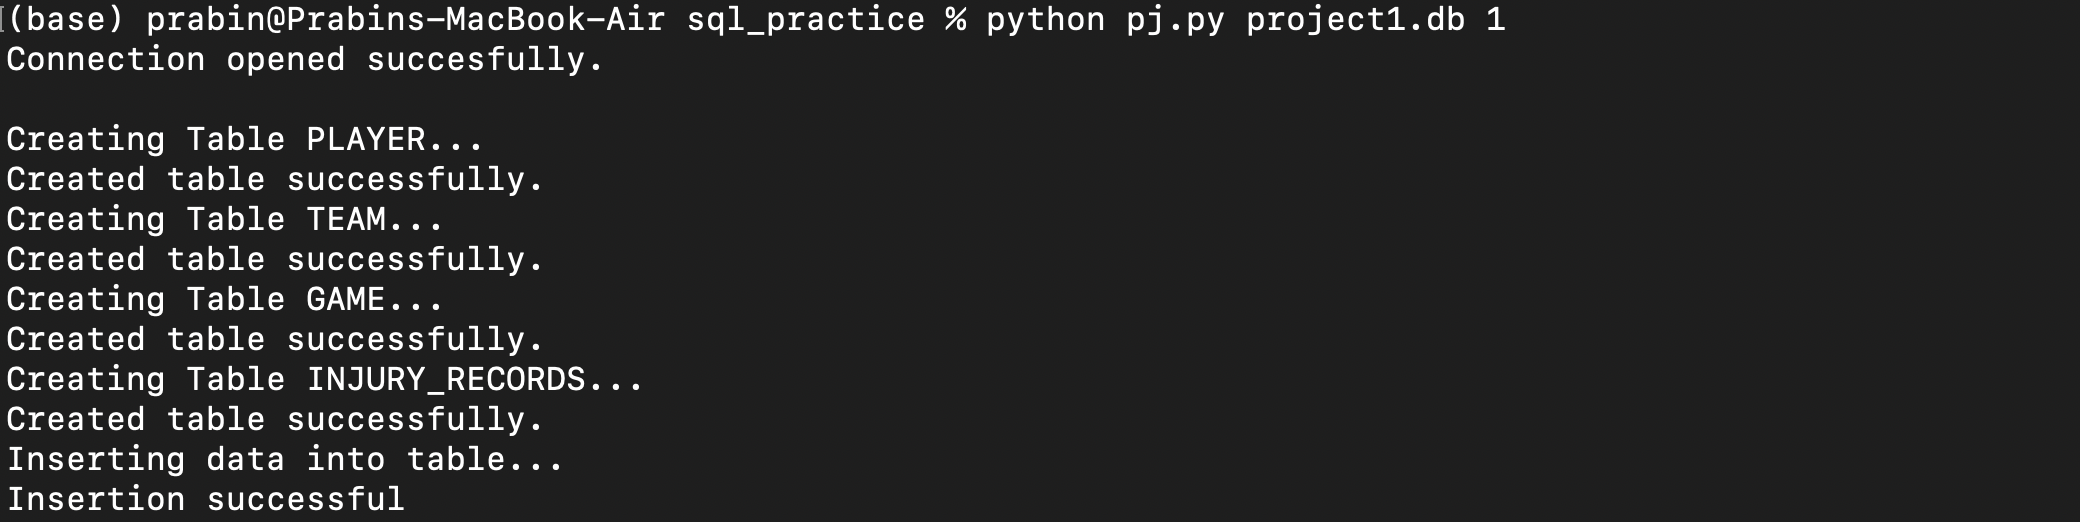 (base) prabin@Prabins-MacBook-Air sql_practice % python pj.py project1.db 1
Connection opened succesfully.
Creating Table PLAYER...
Created table successfully.
Creating Table TEAM...
Created table successfully.
Creating Table GAME...
Created table successfully.
Creating Table INJURY_RECORDS...
Created table successfully.
Inserting data into table...
Insertion successful